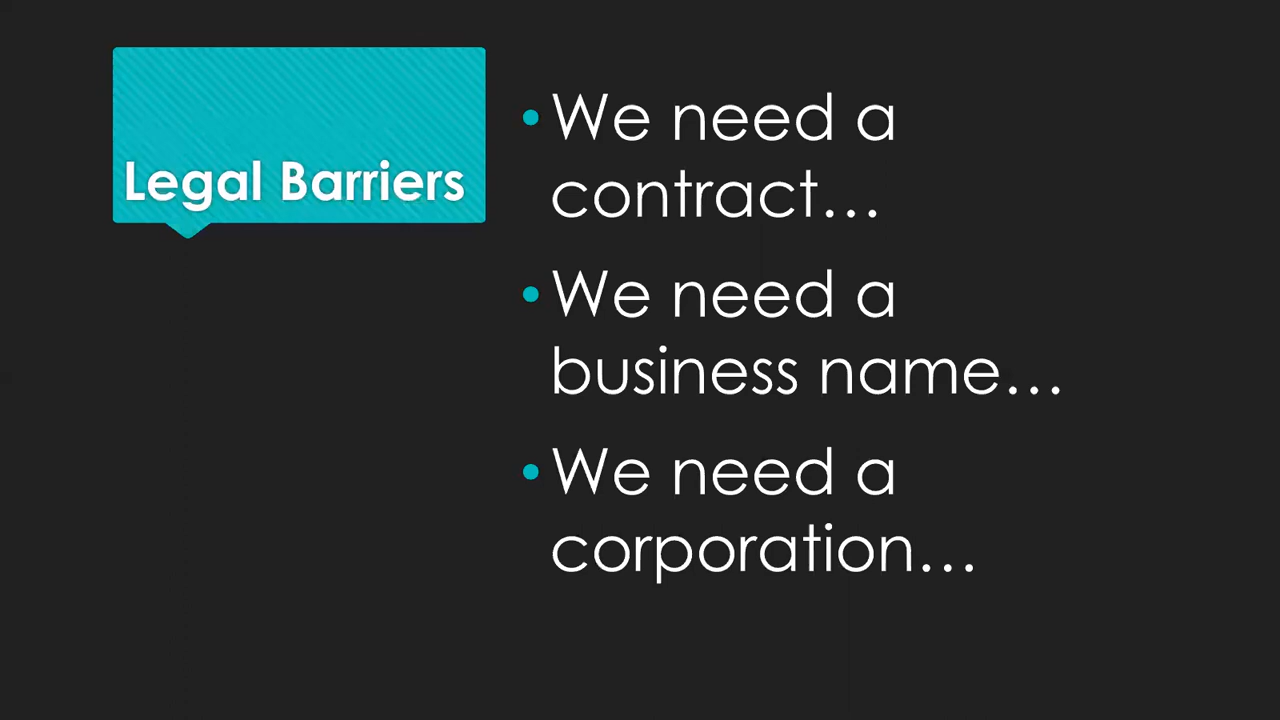 Legal Barriers
• We need a
contract…
• We need a
business name…
• We need a
corporation…